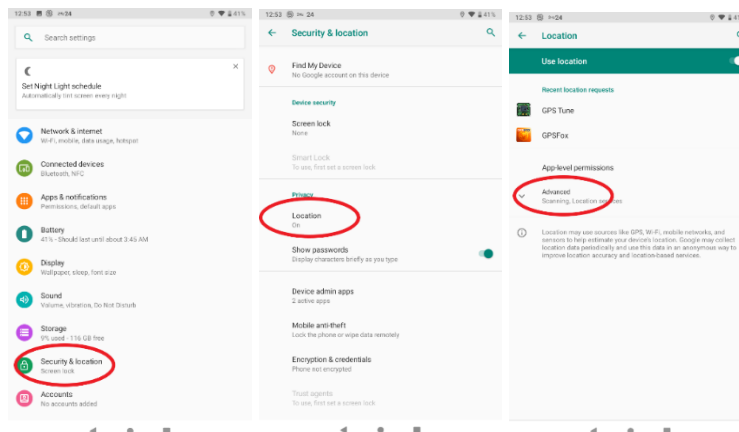 12:53 24 41%
Search settings
Set Night Light schedule
Automatically tint screen every night
Network & internet
Wi-Fi, mobile, data usage, hotspot
Connected devices
Bluetooth, NFC
Apps & notifications
Permissions, default apps
Battery
41% - Should last until about 3:45 AM
Display
Wallpaper, sleep, font size
Sound
Volume, vibration, Do Not Disturb
Storage
9% used - 116 GB free
Security & location
Screen lock
Accounts
No accounts added
12:53 24 41%
Security & location
Find My Device
No Google account on this device
Device security
Screen lock
None
Smart Lock
To use, first set a screen lock
Privacy
Location
On
Show passwords
Display characters briefly as you type
Device admin apps
2 active apps
Mobile anti-theft
Lock the phone or wipe data remotely
Encryption & credentials
Phone not encrypted
Trust agents
To use, first set a screen lock
12:53 24
Location
Use location
Recent location requests
GPS Tune
GPSFox
App-level permissions
Advanced
Scanning, Location services
Location may use sources like GPS, Wi-Fi, mobile networks, and
sensors to help estimate your device's location. Google may collect
location data periodically and use this data in an anonymous way to
improve location accuracy and location-based services.